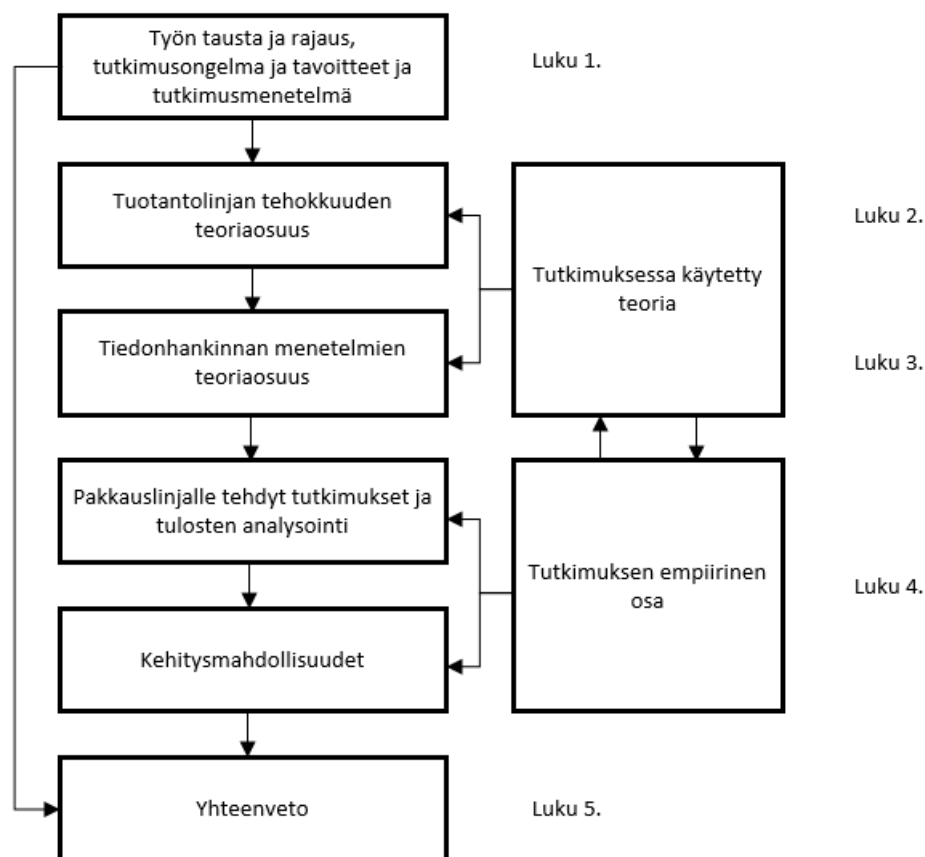 Työn tausta ja rajaus,
tutkimusongelma ja tavoitteet ja
tutkimusmenetelmä
Luku 1.
Tuotantolinjan tehokkuuden
teoriaosuus
Luku 2.
Tutkimuksessa käytetty
teoria
Tiedonhankinnan menetelmien
teoriaosuus
Luku 3.
Pakkauslinjalle tehdyt tutkimukset ja
tulosten analysointi
Tutkimuksen empiirinen
osa
Luku 4.
Kehitysmahdollisuudet
Yhteenveto
Luku 5.